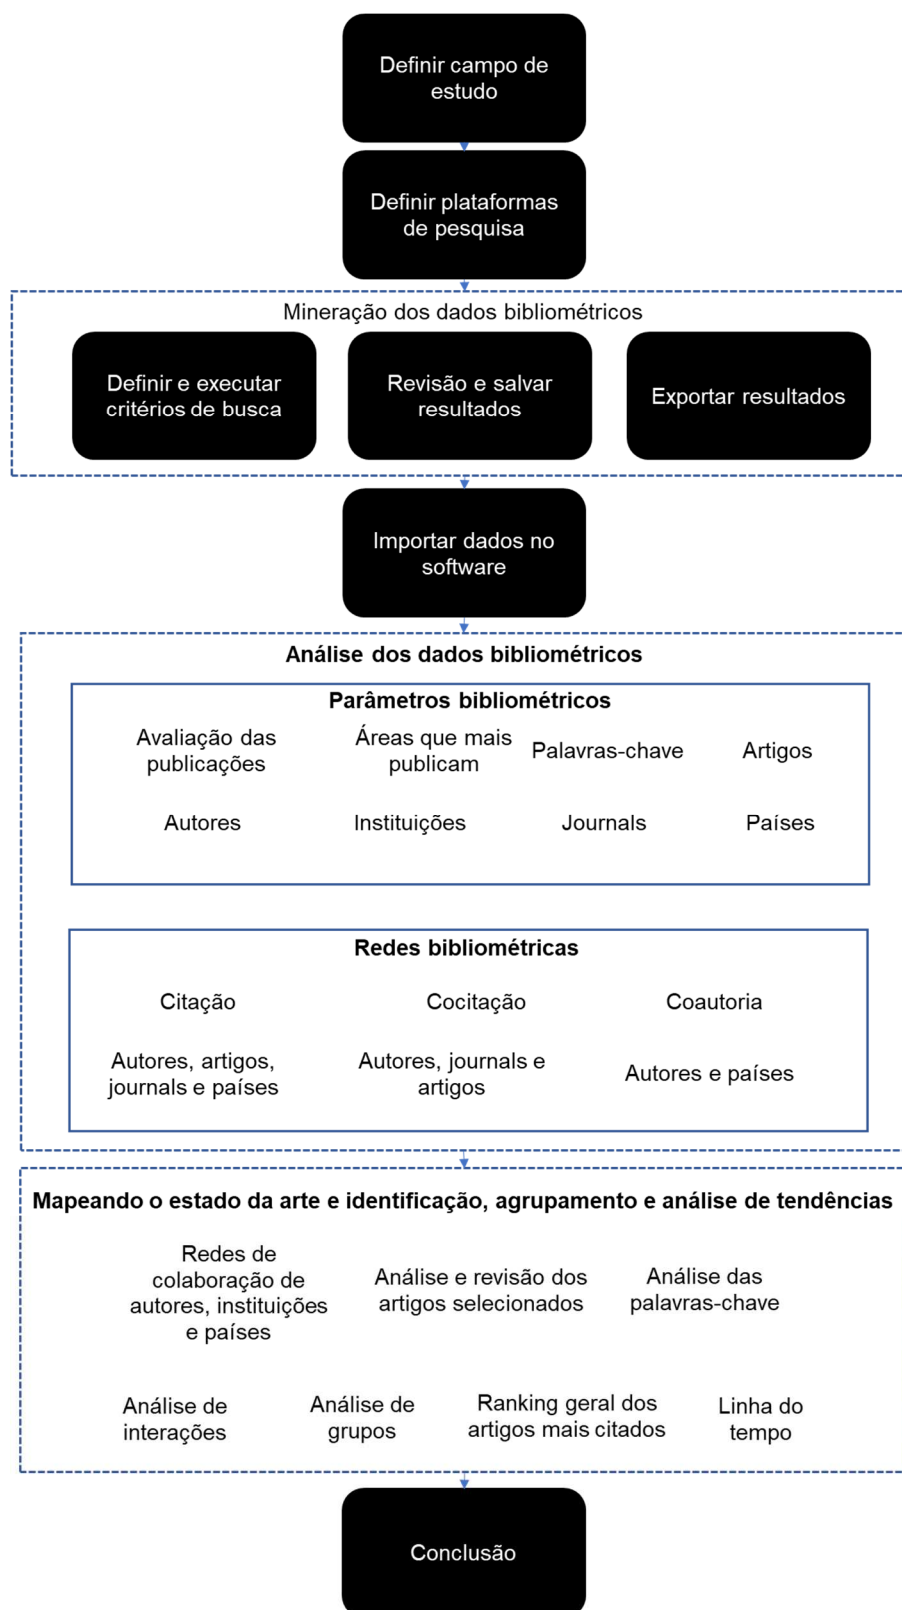 Definir campo de
estudo
Definir plataformas
de pesquisa
Mineração dos dados bibliométricos
Definir e executar
critérios de busca
Revisão e salvar
resultados
Exportar resultados
Importar dados no
software
Análise dos dados bibliométricos
Parâmetros bibliométricos
Avaliação das
publicações
Áreas que mais
publicam
Palavras-chave
Artigos
Autores
Instituições
Journals
Países
Redes bibliométricas
Citação
Cocitação
Coautoria
Autores, artigos,
journals e países
Autores, journals e
artigos
Autores e países
Mapeando o estado da arte e identificação, agrupamento e análise de tendências
Redes de
colaboração de
autores, instituições
e países
Análise e revisão dos
artigos selecionados
Análise das
palavras-chave
Análise de
interações
Análise de
grupos
Ranking geral dos
artigos mais citados
Linha do
tempo
Conclusão